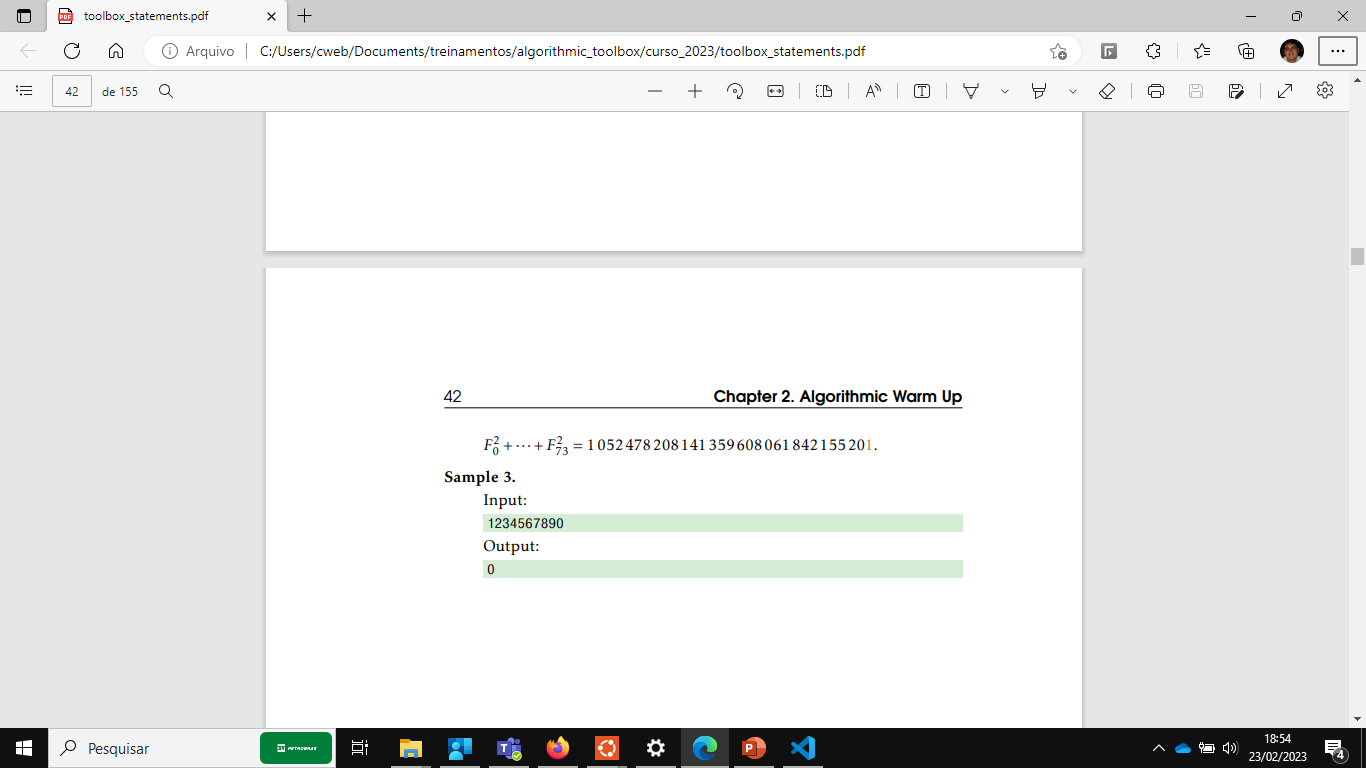 toolbox_statements.pdf
Arquivo
C:/Users/cweb/Documents/treinamentos/algorithmic_toolbox/curso_2023/toolbox_statements.pdf
42 de 155
42 Chapter 2. Algorithmic Warm Up
F₀² + ··· + F₇₃² = 1 052 478 208 141 359 608 061 842 155 201.
Sample 3.
Input:
1234567890
Output:
0
Pesquisar
PETROBRAS
18:54
23/02/2023
4